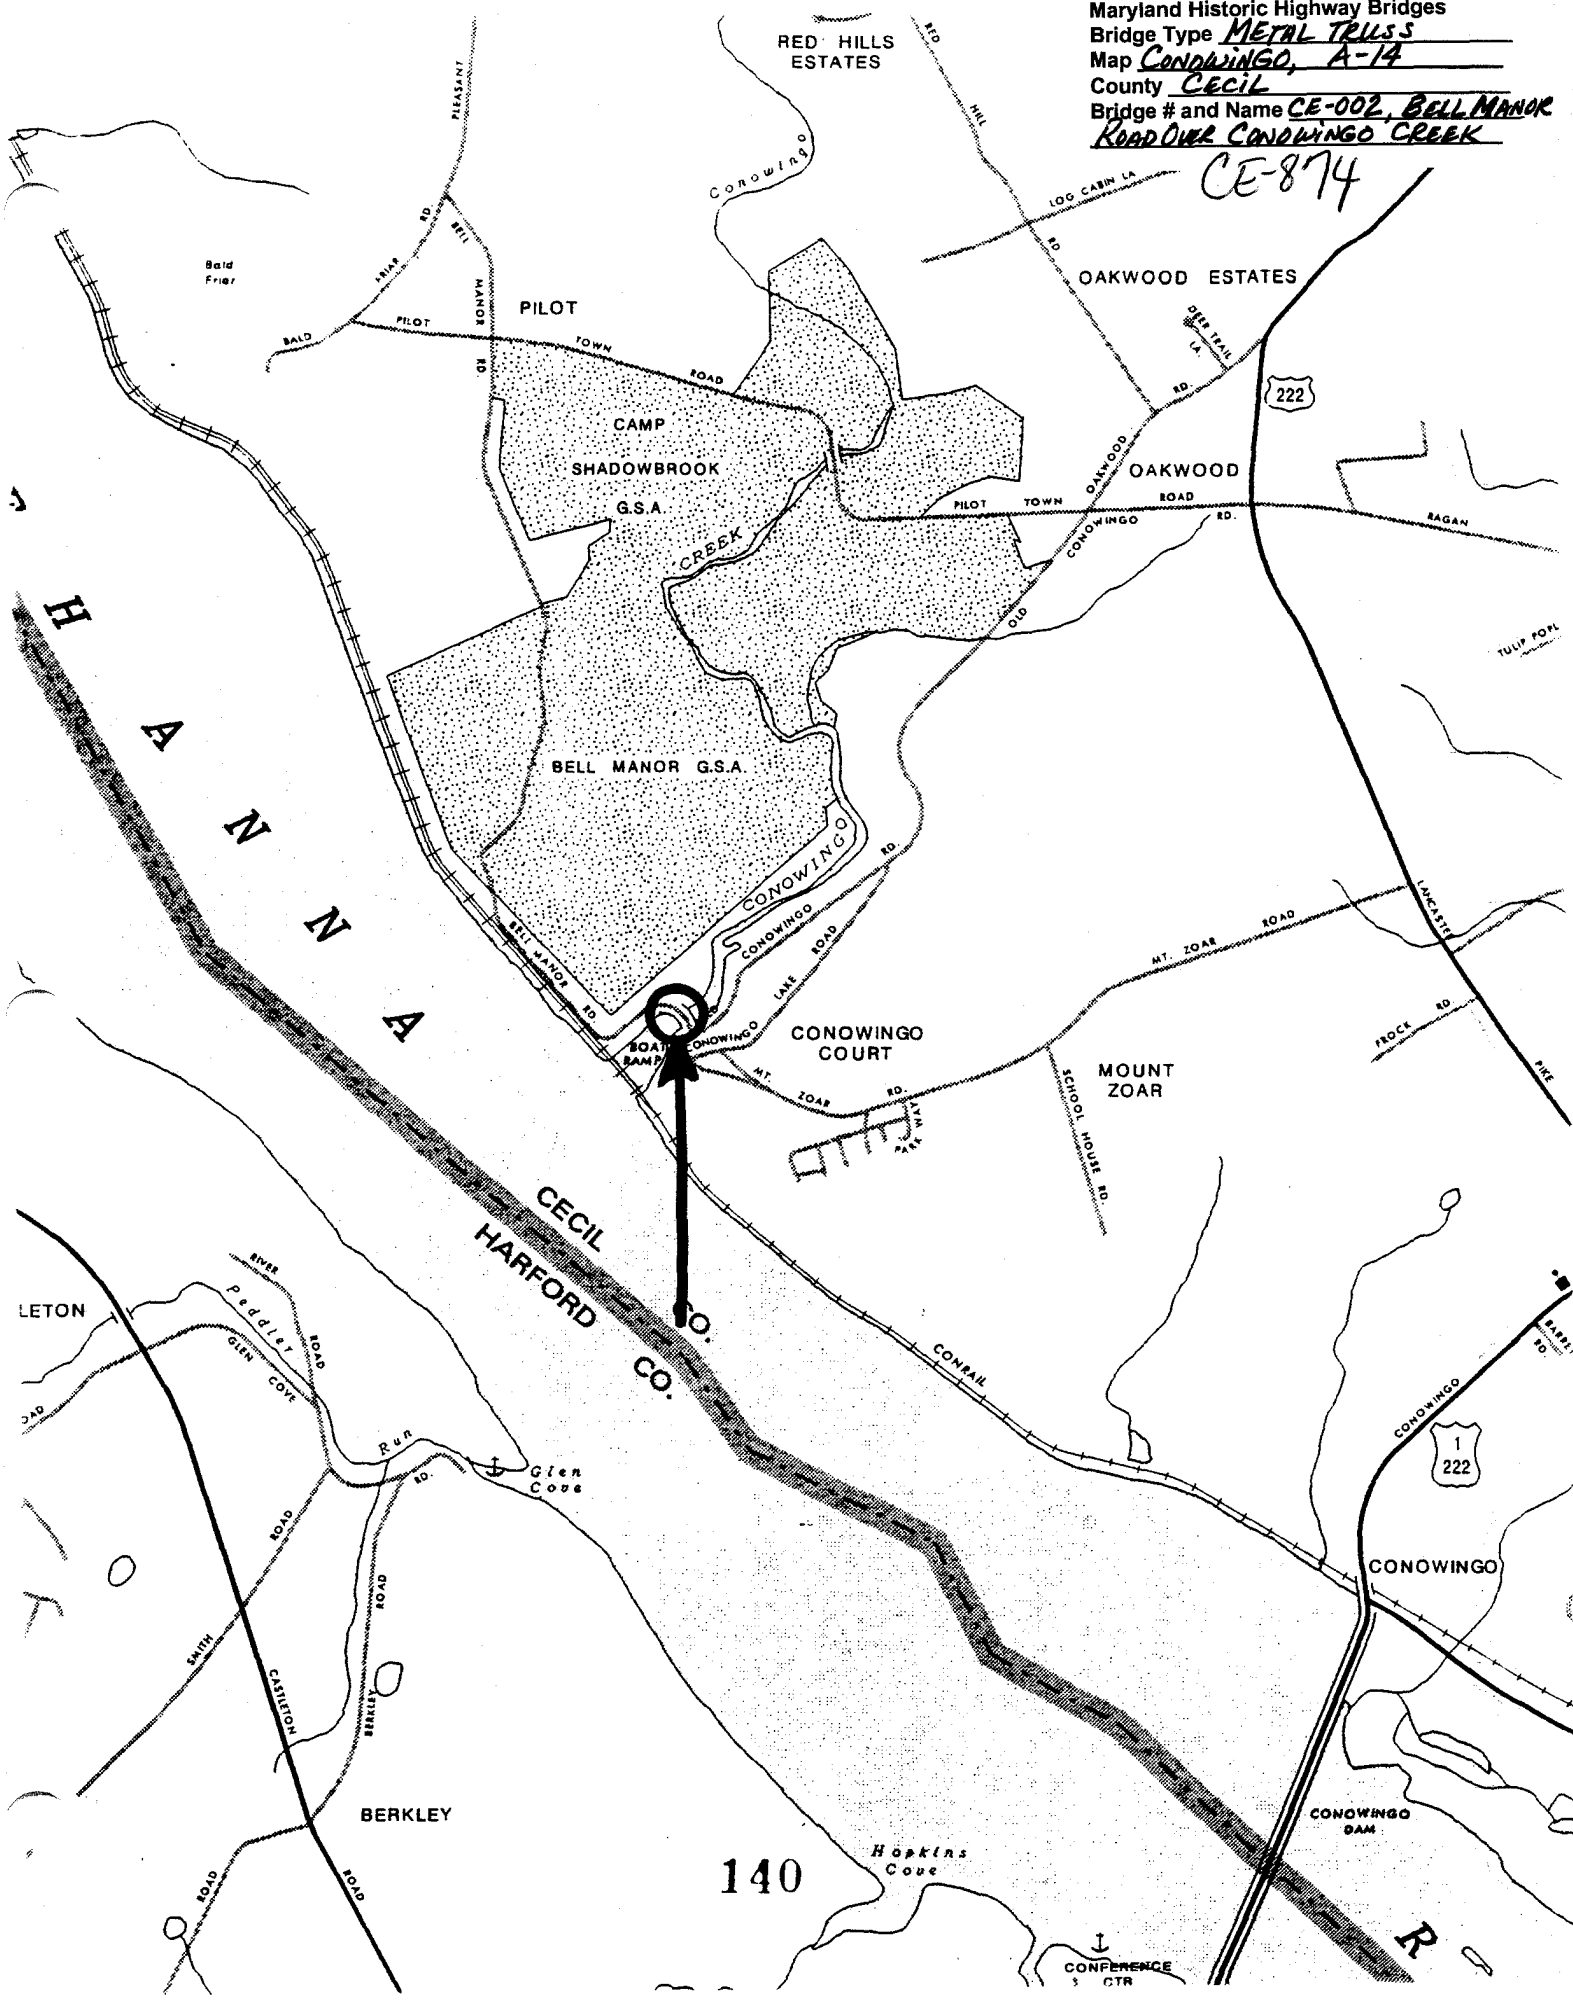 Maryland Historic Highway Bridges
Bridge Type METAL TRUSS
Map CONOWINGO, A-14
County CECIL
Bridge # and Name CE-002, BELL MANOR
ROAD OVER CONOWINGO CREEK
CE-874
RED HILLS
ESTATES
RED
HILL
RD
PLEASANT
Conowingo
LOG CABIN LA
RD.
BELL
FRIAR
Bald
Friar
OAKWOOD ESTATES
MANOR
PILOT
DEER TRAIL
LA.
BALD
PILOT
TOWN
RD.
ROAD
RD.
222
CAMP
SHADOWBROOK
G.S.A.
OAKWOOD
OAKWOOD
PILOT TOWN ROAD
CONOWINGO RD.
RAGAN
CREEK
OLD
TULIP POPL
H
A
N
N
A
BELL MANOR G.S.A.
CONOWINGO
RD.
CONOWINGO
LAKE ROAD
BELL MANOR RD.
MT. ZOAR ROAD
LANCASTER
PIKE
FROCK RD.
BOAT
RAMP
CONOWINGO
CONOWINGO
COURT
MT. ZOAR RD.
MOUNT
ZOAR
SCHOOL HOUSE RD.
PARK WAY
CECIL CO.
HARFORD CO.
LETON
RIVER
ROAD
Peddler
GLEN
COVE
OAD
Run
RD.
Glen
Cove
CONRAIL
CONOWINGO
BARRE
RD.
1
222
CONOWINGO
ROAD
SMITH
ROAD
BERKLEY
CASTLETON
ROAD
BERKLEY
ROAD
140
Hopkins
Cove
CONOWINGO
DAM
R
CONFERENCE
CTR